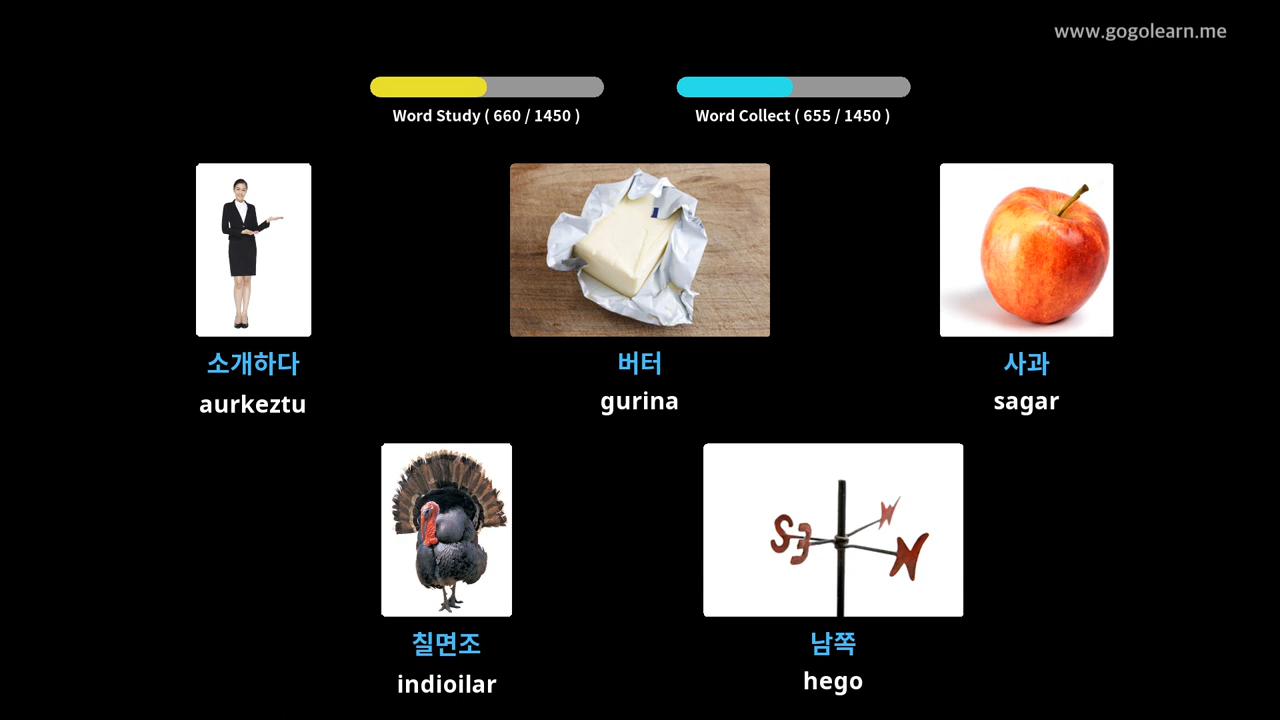 www.gogolearn.me
Word Study ( 660 / 1450 )
Word Collect ( 655 / 1450 )
소개하다
aurkeztu
버터
gurina
사과
sagar
칠면조
indioilar
S
E
W
N
남쪽
hego